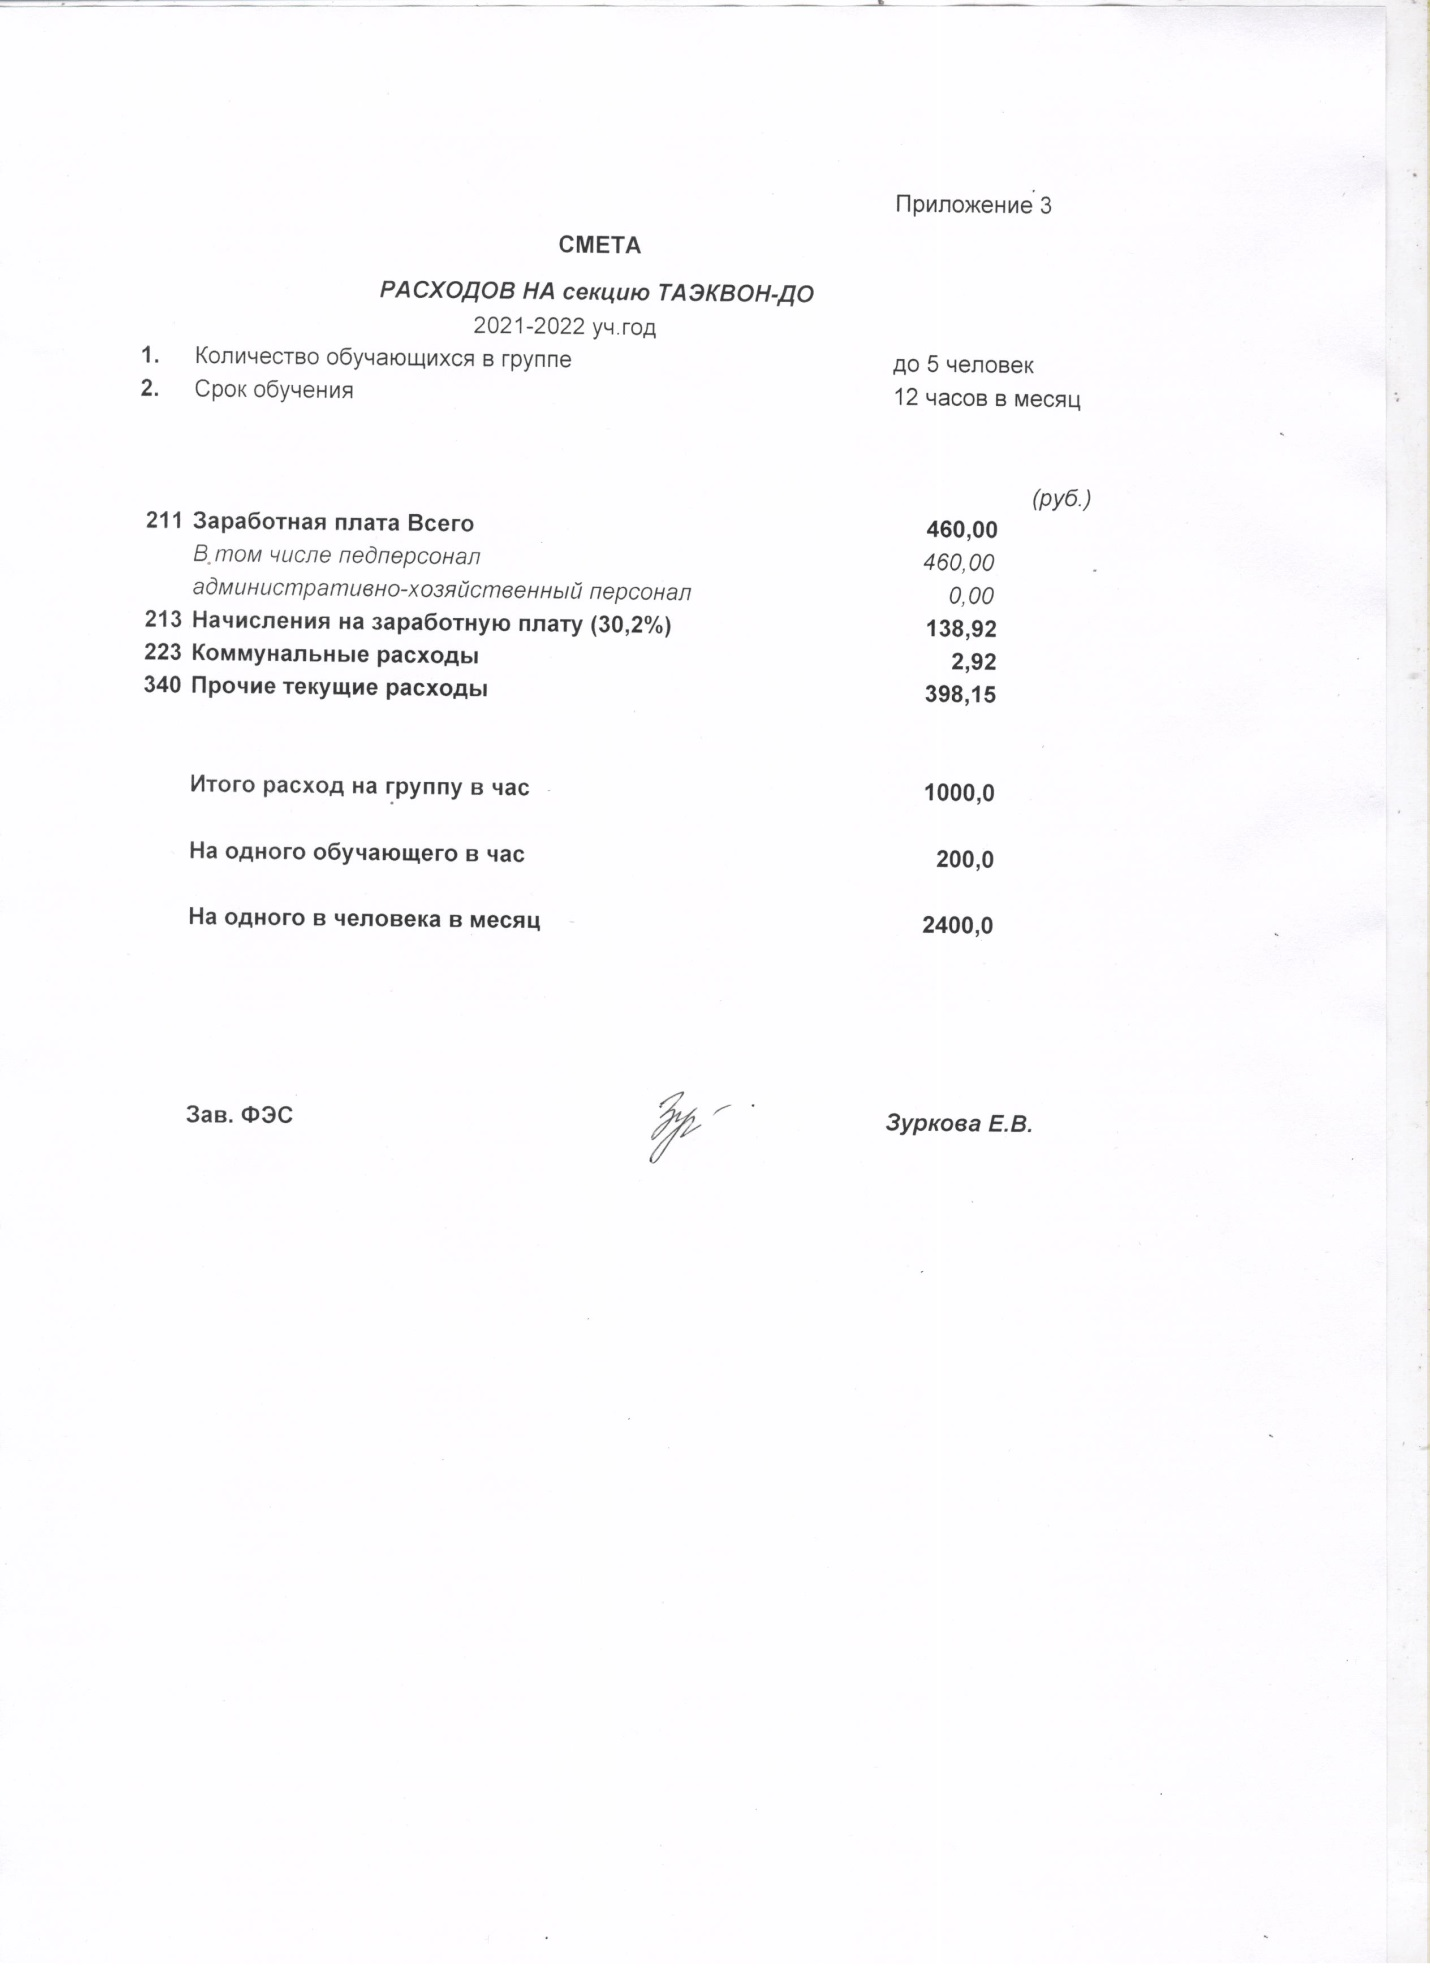 Приложение 3
СМЕТА
РАСХОДОВ НА секцию ТАЭКВОН-ДО
2021-2022 уч.год
1. Количество обучающихся в группе до 5 человек
2. Срок обучения 12 часов в месяц
(руб.)
211 Заработная плата Всего 460,00
В том числе педперсонал 460,00
административно-хозяйственный персонал 0,00
213 Начисления на заработную плату (30,2%) 138,92
223 Коммунальные расходы 2,92
340 Прочие текущие расходы 398,15
Итого расход на группу в час 1000,0
На одного обучающего в час 200,0
На одного в человека в месяц 2400,0
Зав. ФЭС Зур Зуркова Е.В.